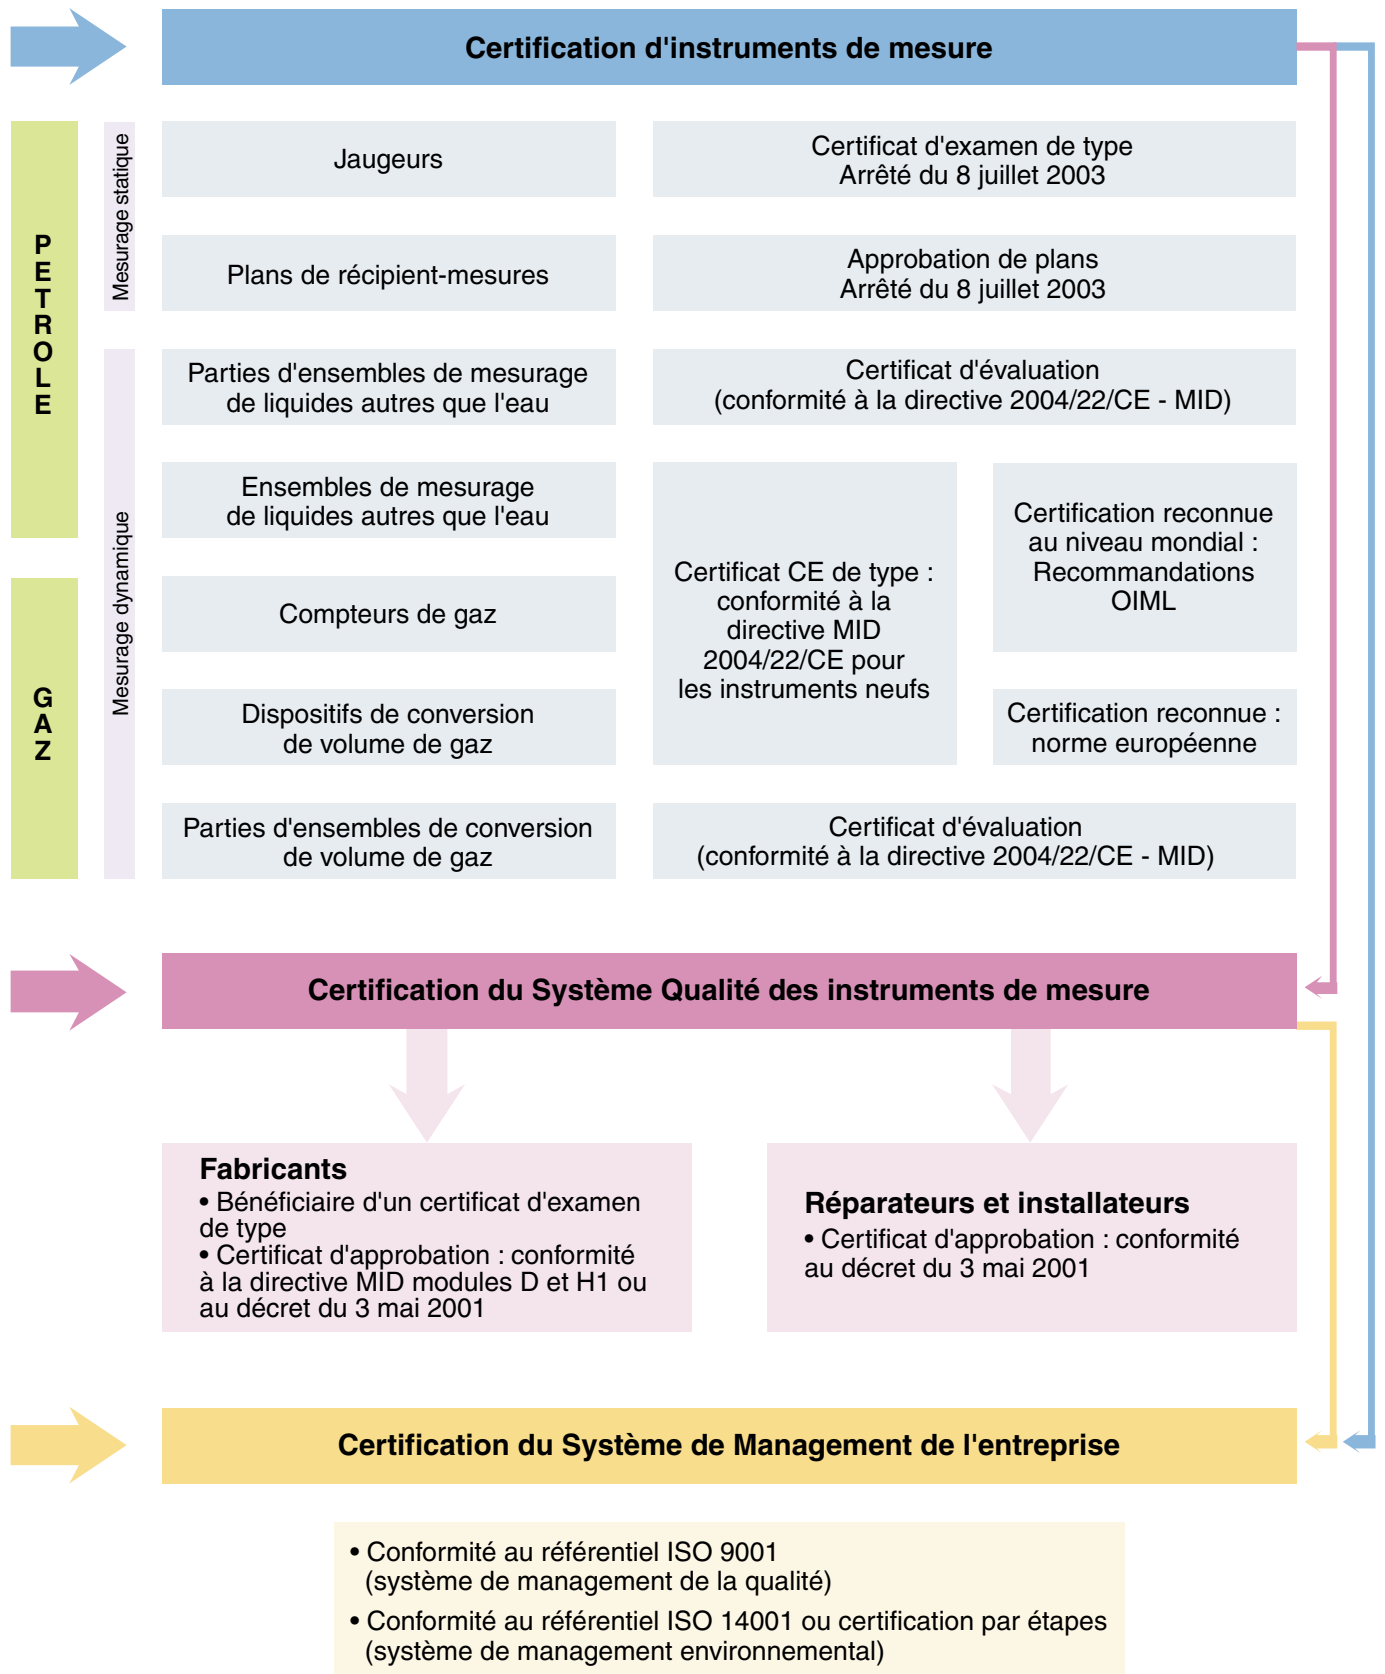 Certification d'instruments de mesure
PETROLE
Mesurage statique
Jaugeurs
Certificat d'examen de type
Arrêté du 8 juillet 2003
Plans de récipient-mesures
Approbation de plans
Arrêté du 8 juillet 2003
Mesurage dynamique
Parties d'ensembles de mesurage
de liquides autres que l'eau
Certificat d'évaluation
(conformité à la directive 2004/22/CE - MID)
Ensembles de mesurage
de liquides autres que l'eau
Certificat CE de type :
conformité à la
directive MID
2004/22/CE pour
les instruments neufs
Certification reconnue
au niveau mondial :
Recommandations
OIML
GAZ
Compteurs de gaz
Dispositifs de conversion
de volume de gaz
Certification reconnue :
norme européenne
Parties d'ensembles de conversion
de volume de gaz
Certificat d'évaluation
(conformité à la directive 2004/22/CE - MID)
Certification du Système Qualité des instruments de mesure
Fabricants
• Bénéficiaire d'un certificat d'examen
de type
• Certificat d'approbation : conformité
à la directive MID modules D et H1 ou
au décret du 3 mai 2001
Réparateurs et installateurs
• Certificat d'approbation : conformité
au décret du 3 mai 2001
Certification du Système de Management de l'entreprise
• Conformité au référentiel ISO 9001
(système de management de la qualité)
• Conformité au référentiel ISO 14001 ou certification par étapes
(système de management environnemental)